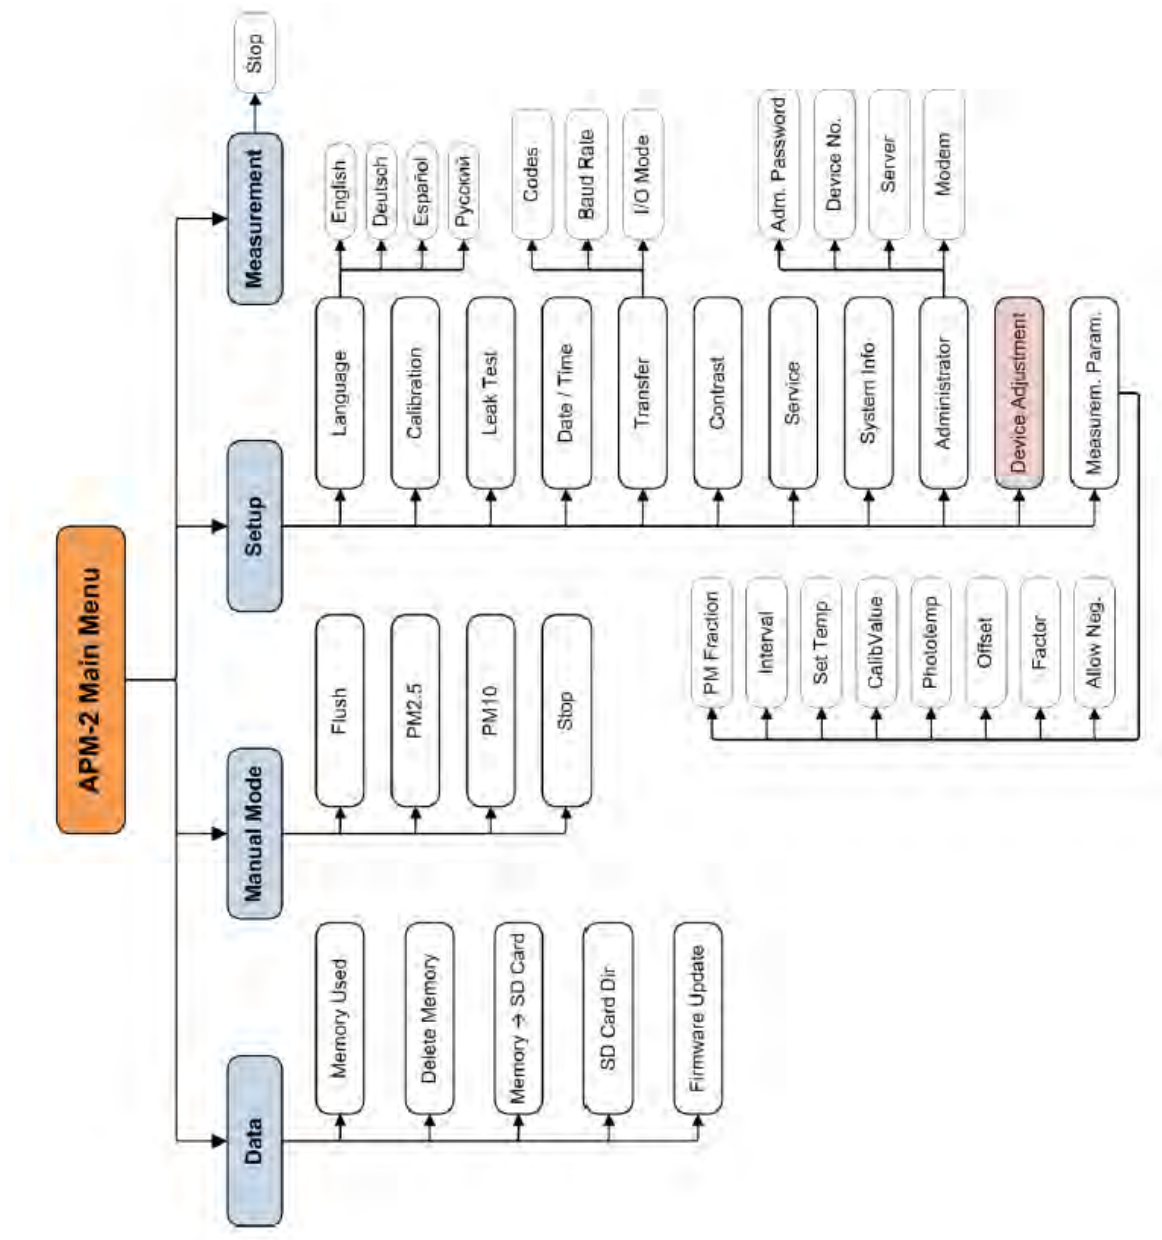 APM-2 Main Menu
Data
Memory Used
Delete Memory
Memory → SD Card
SD Card Dir
Firmware Update
Manual Mode
Flush
PM2.5
PM10
Stop
Setup
Language
English
Deutsch
Español
Русский
Calibration
Leak Test
Date / Time
Transfer
Codes
Baud Rate
I/O Mode
Contrast
Service
System Info
Administrator
Adm. Password
Device No.
Server
Modem
Device Adjustment
Measurem. Param.
PM Fraction
Interval
Set Temp
CalibValue
Phototemp
Offset
Factor
Allow Neg.
Measurement
Stop